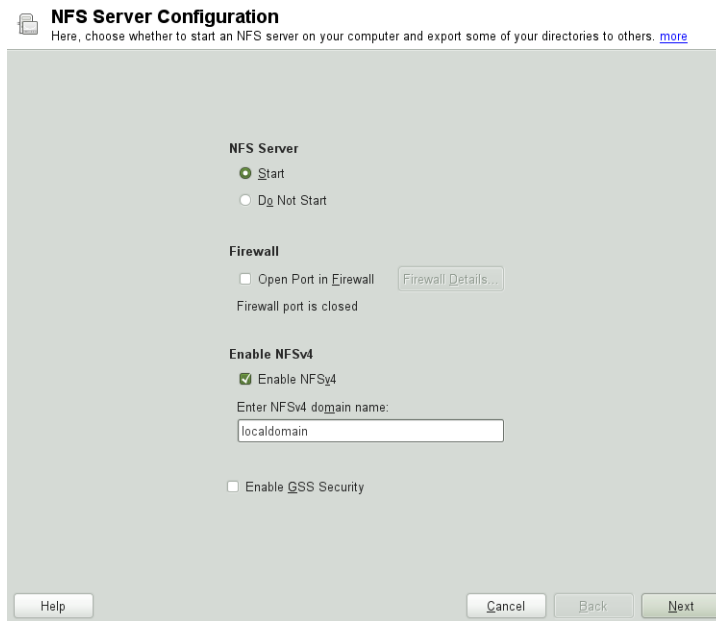 NFS Server Configuration
Here, choose whether to start an NFS server on your computer and export some of your directories to others. more
NFS Server
Start
Do Not Start
Firewall
Open Port in Firewall Firewall Details...
Firewall port is closed
Enable NFSv4
Enable NFSv4
Enter NFSv4 domain name:
localdomain
Enable GSS Security
Help Cancel Back Next